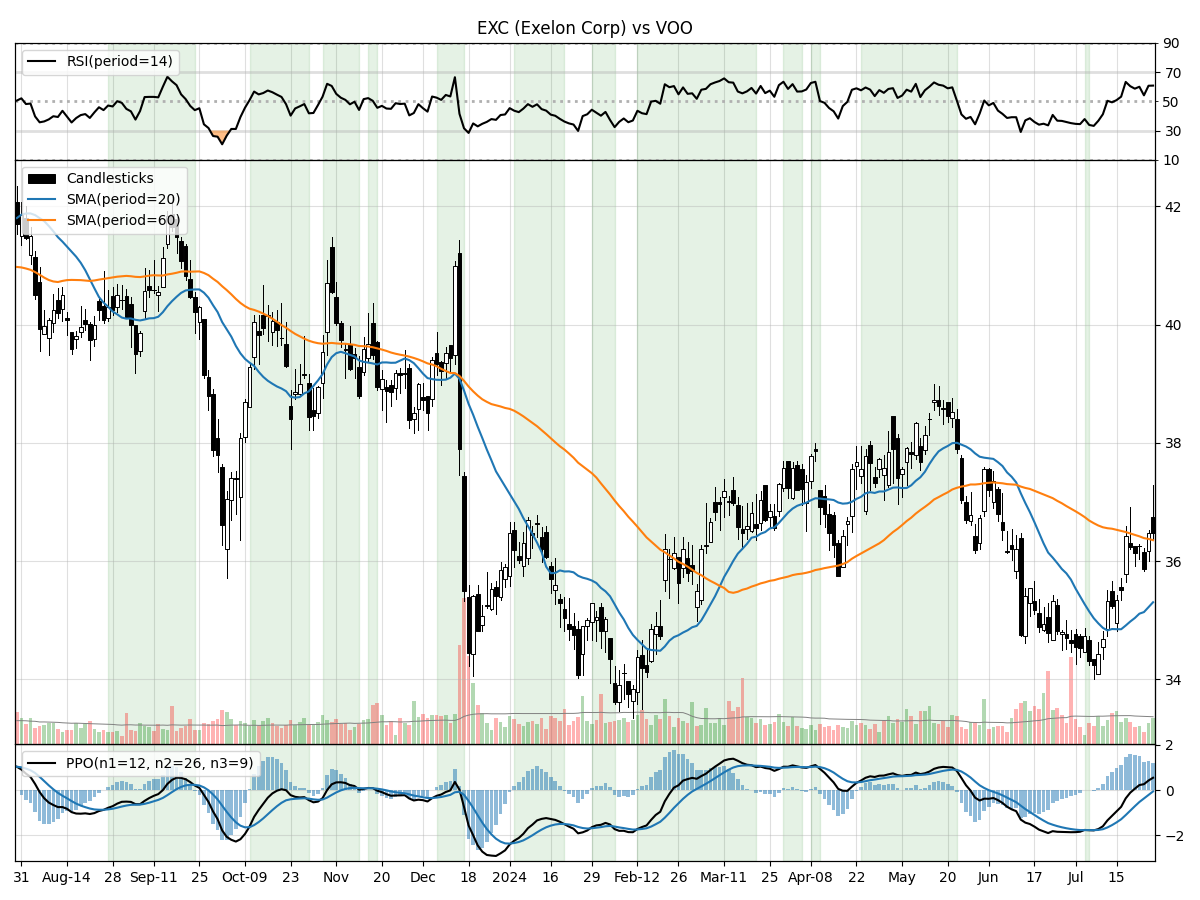 EXC (Exelon Corp) vs VOO
RSI(period=14)
90
70
50
30
10
Candlesticks
SMA(period=20)
SMA(period=60)
42
40
38
36
34
PPO(n1=12, n2=26, n3=9)
2
0
−2
31 Aug-14 28 Sep-11 25 Oct-09 23 Nov 20 Dec 18 2024 16 29 Feb-12 26 Mar-11 25 Apr-08 22 May 20 Jun 17 Jul 15